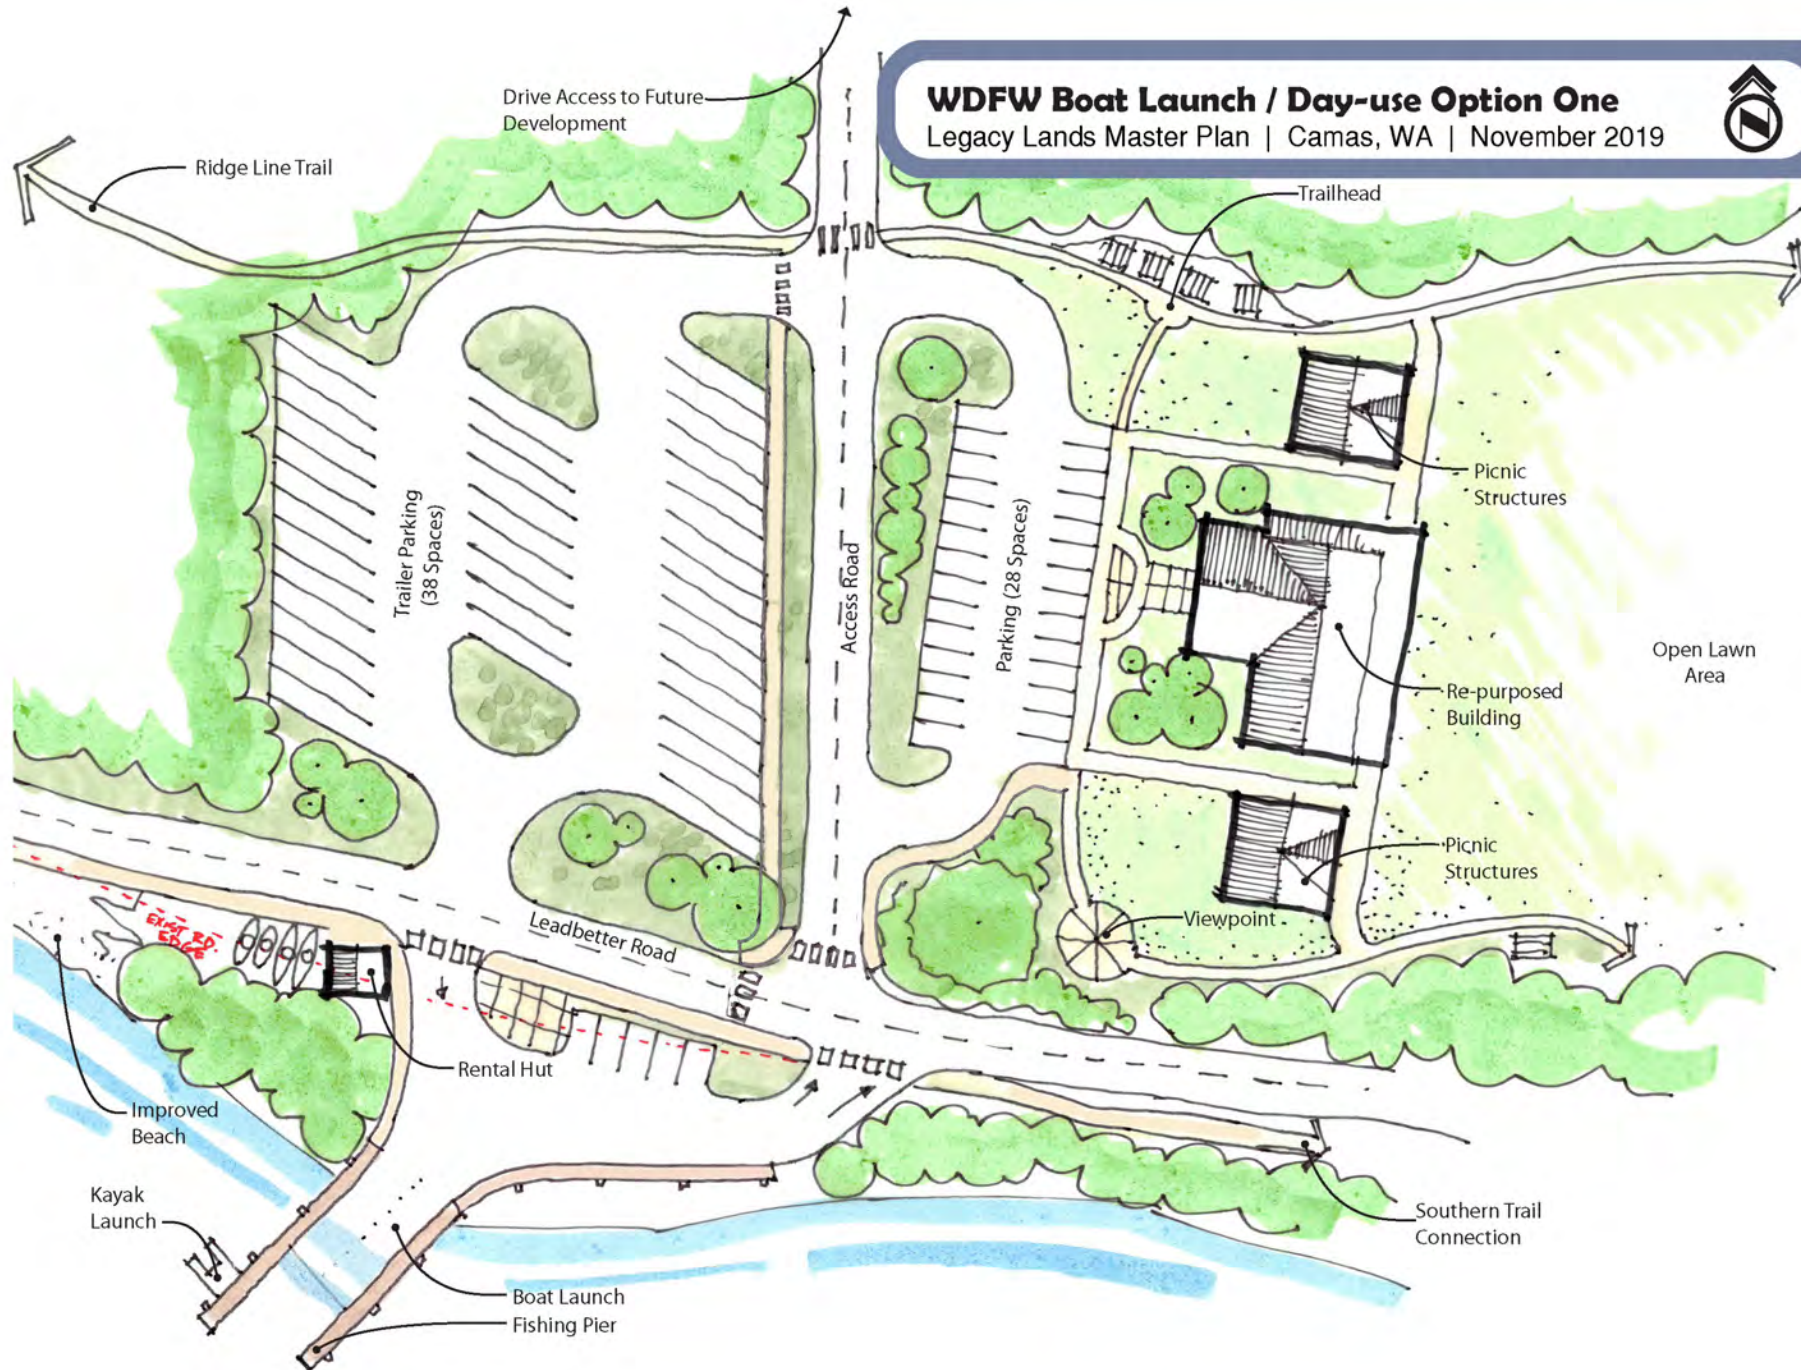 WDFW Boat Launch / Day-use Option One
Legacy Lands Master Plan | Camas, WA | November 2019
N
Drive Access to Future
Development
Ridge Line Trail
Trailhead
Picnic
Structures
Trailer Parking
(38 Spaces)
Access Road
Parking (28 Spaces)
Open Lawn
Area
Re-purposed
Building
Picnic
Structures
Viewpoint
Leadbetter Road
EXIST RD.
EDGE
Rental Hut
Improved
Beach
Kayak
Launch
Southern Trail
Connection
Boat Launch
Fishing Pier